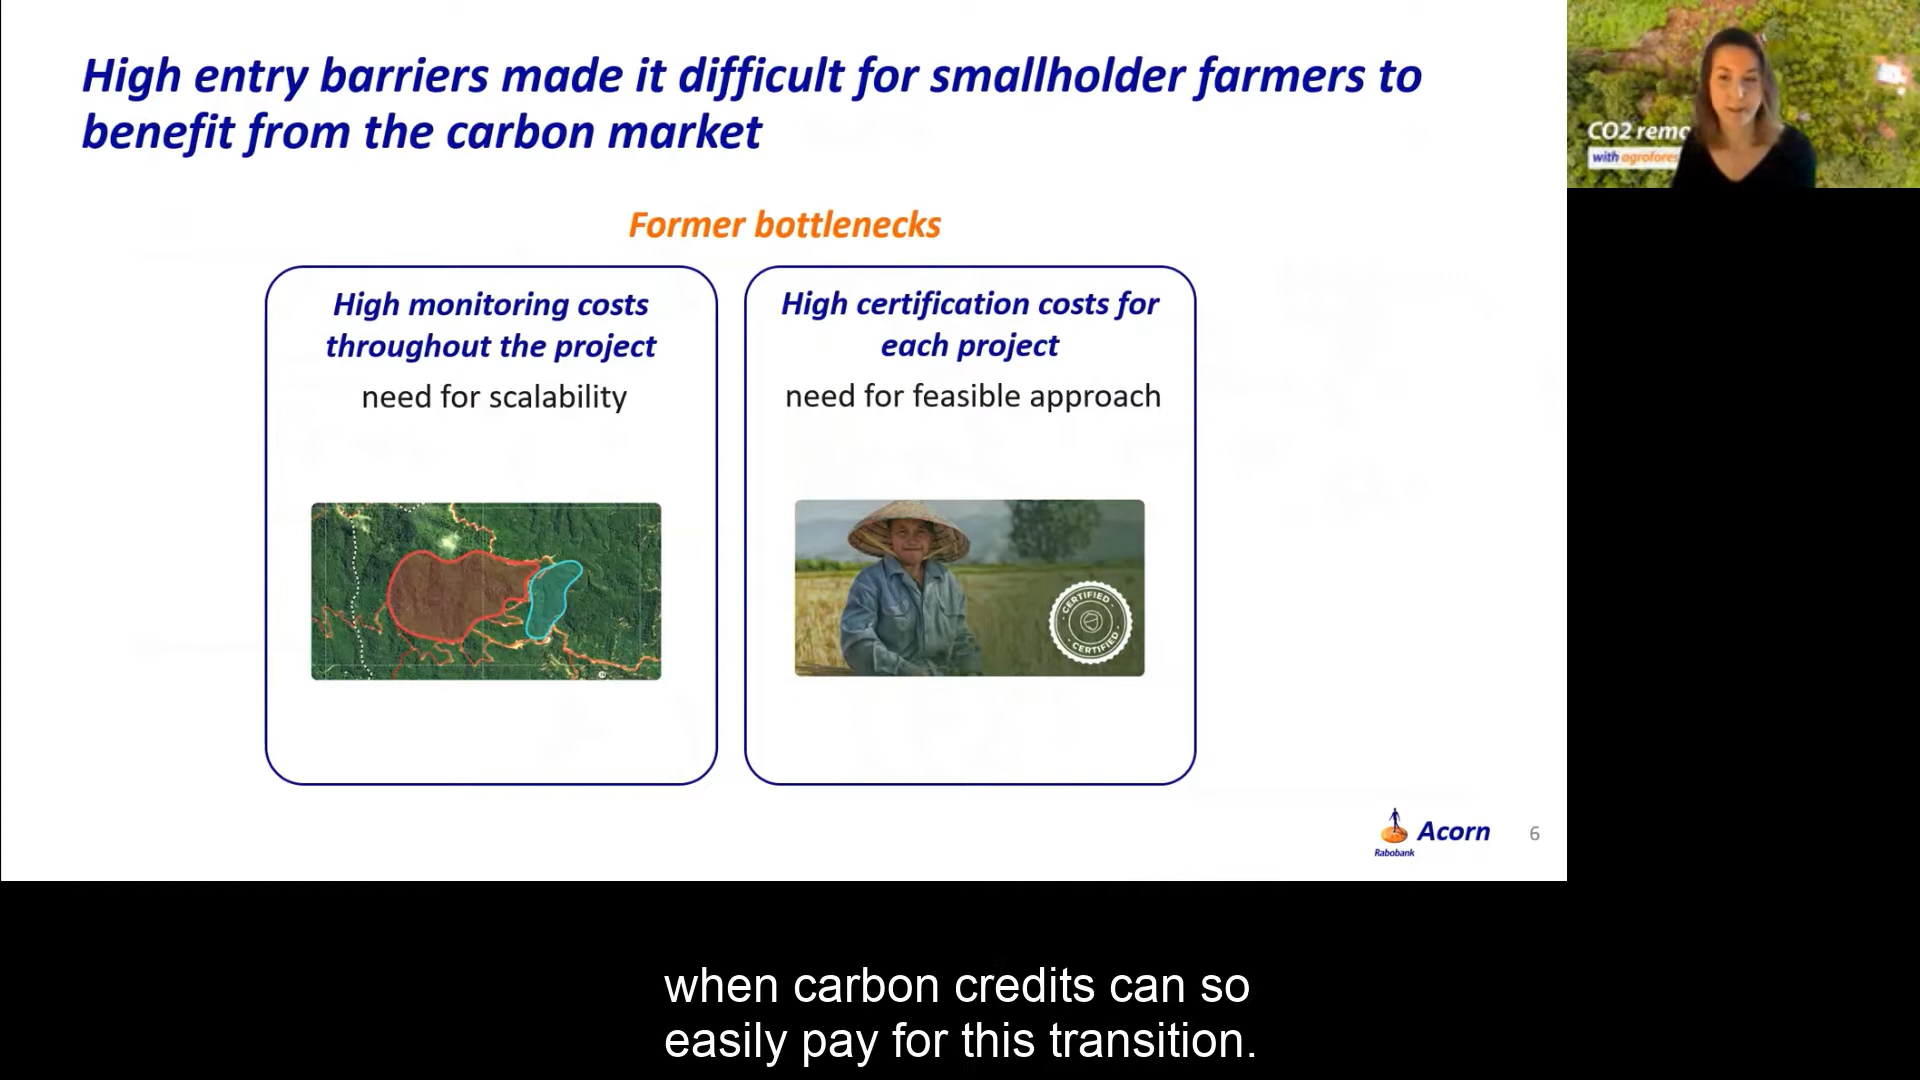 High entry barriers made it difficult for smallholder farmers to
benefit from the carbon market
CO2 remo
with agrofores
Former bottlenecks
High monitoring costs
throughout the project
need for scalability
High certification costs for
each project
need for feasible approach
CERTIFIED
CERTIFIED
Acorn
Rabobank
6
when carbon credits can so
easily pay for this transition.